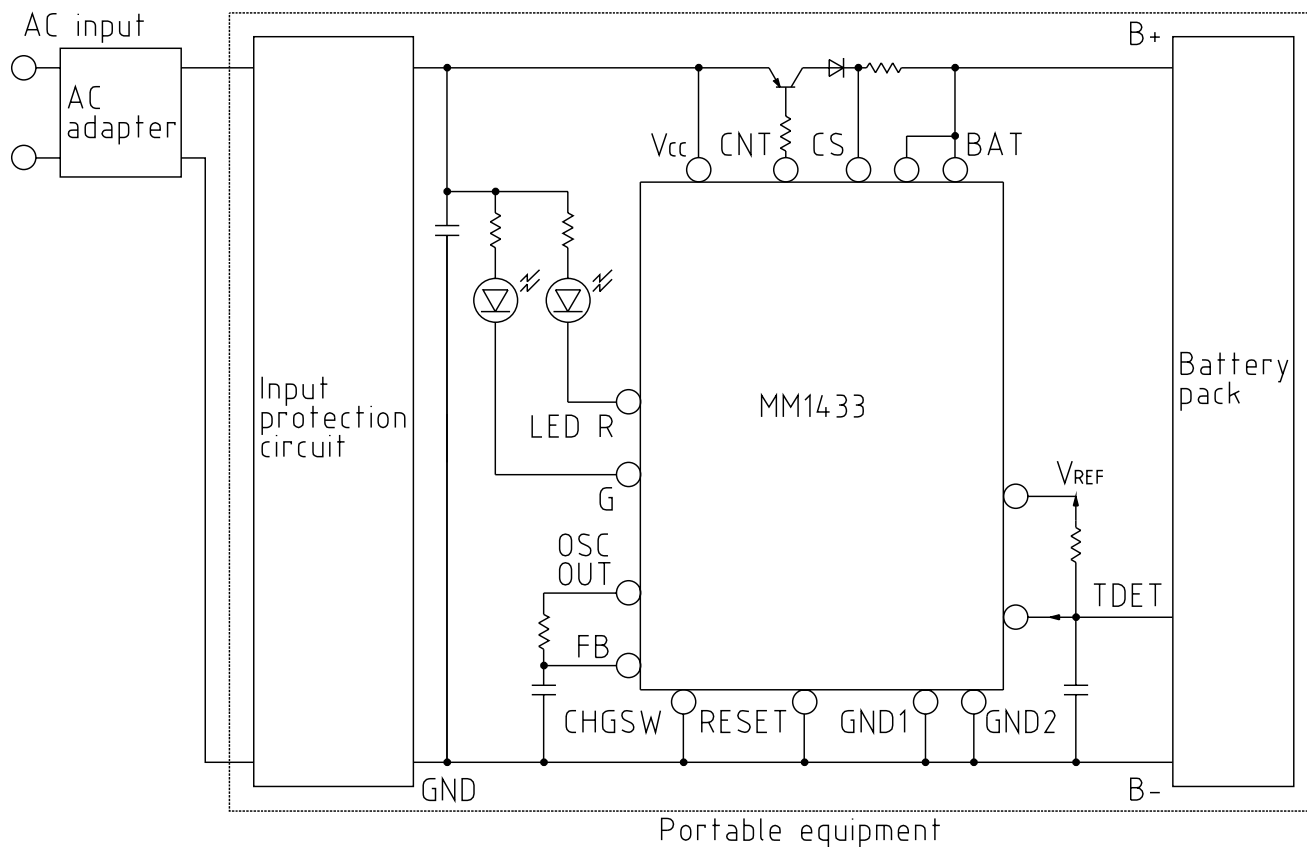 AC input
AC
adapter
Input
protection
circuit
GND
B+
Vcc
CNT
CS
BAT
LED R
G
OSC
OUT
FB
MM1433
VREF
TDET
CHGSW
RESET
GND1
GND2
B-
Battery
pack
Portable equipment